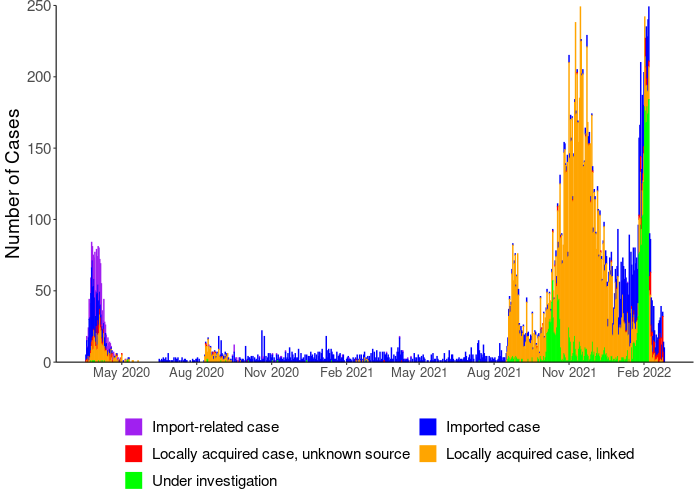 Number of Cases
250
200
150
100
50
0
May 2020 Aug 2020 Nov 2020 Feb 2021 May 2021 Aug 2021 Nov 2021 Feb 2022
Import-related case Imported case
Locally acquired case, unknown source Locally acquired case, linked
Under investigation